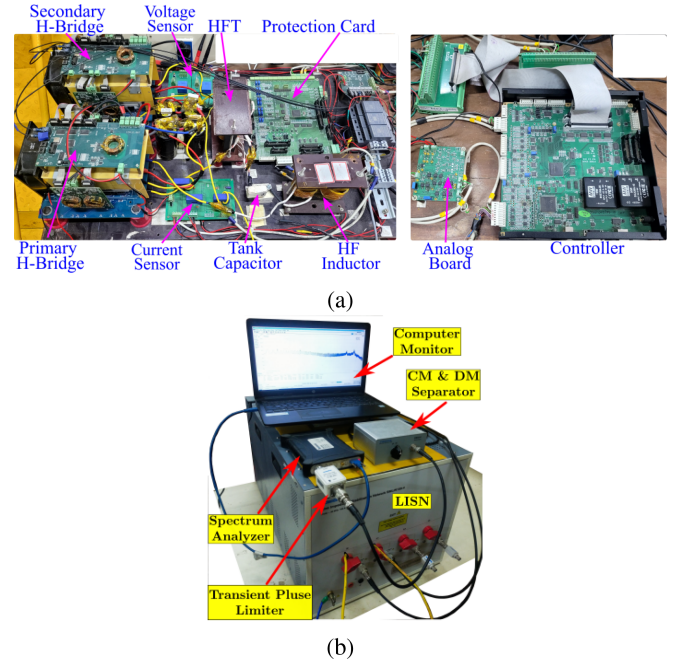 Secondary
H-Bridge
Voltage
Sensor
HFT
Protection Card
Primary
H-Bridge
Current
Sensor
Tank
Capacitor
HF
Inductor
Analog
Board
Controller
(a)
Computer
Monitor
CM & DM
Separator
LISN
Spectrum
Analyzer
Transient Pluse
Limiter
(b)